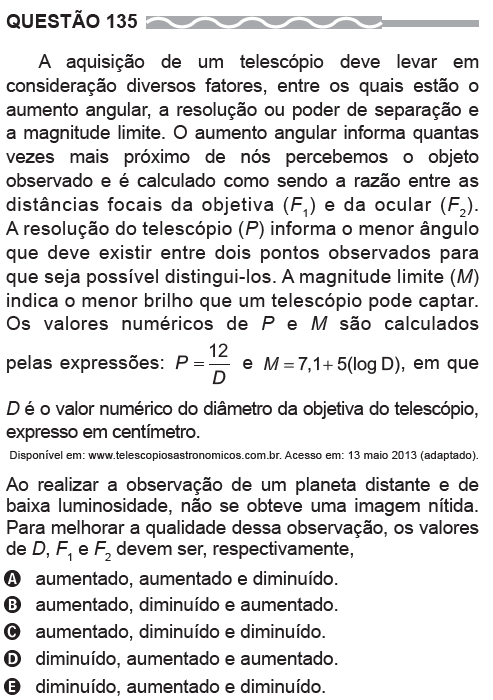 QUESTÃO 135
A aquisição de um telescópio deve levar em
consideração diversos fatores, entre os quais estão o
aumento angular, a resolução ou poder de separação e
a magnitude limite. O aumento angular informa quantas
vezes mais próximo de nós percebemos o objeto
observado e é calculado como sendo a razão entre as
distâncias focais da objetiva (F₁) e da ocular (F₂).
A resolução do telescópio (P) informa o menor ângulo
que deve existir entre dois pontos observados para
que seja possível distingui-los. A magnitude limite (M)
indica o menor brilho que um telescópio pode captar.
Os valores numéricos de P e M são calculados
pelas expressões: P = 12/D e M = 7,1 + 5(log D), em que
D é o valor numérico do diâmetro da objetiva do telescópio,
expresso em centímetro.
Disponível em: www.telescopiosastronomicos.com.br. Acesso em: 13 maio 2013 (adaptado).
Ao realizar a observação de um planeta distante e de
baixa luminosidade, não se obteve uma imagem nítida.
Para melhorar a qualidade dessa observação, os valores
de D, F₁ e F₂ devem ser, respectivamente,
A aumentado, aumentado e diminuído.
B aumentado, diminuído e aumentado.
C aumentado, diminuído e diminuído.
D diminuído, aumentado e aumentado.
E diminuído, aumentado e diminuído.